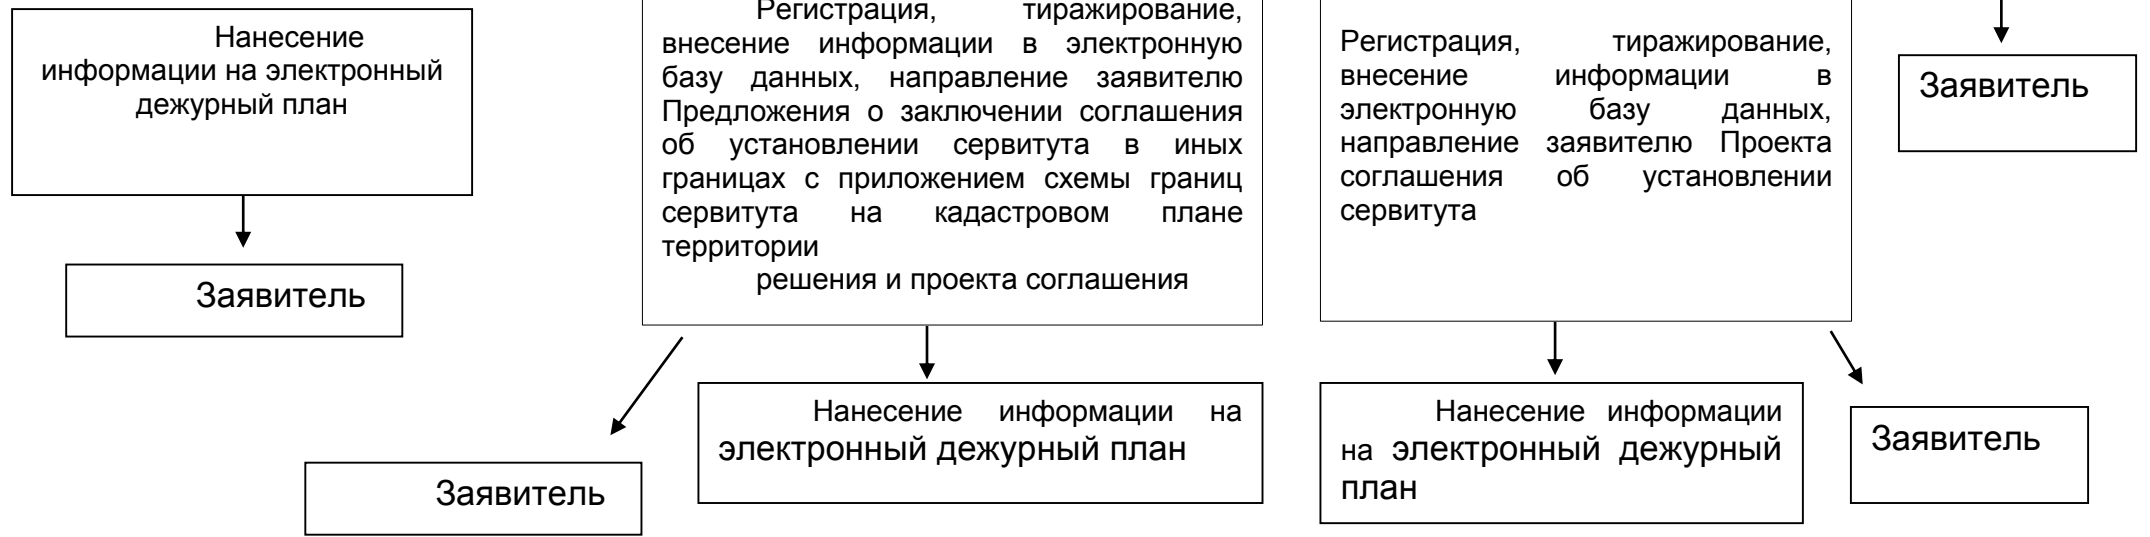 Нанесение
информации на электронный
дежурный план
Заявитель
Регистрация, тиражирование,
внесение информации в электронную
базу данных, направление заявителю
Предложения о заключении соглашения
об установлении сервитута в иных
границах с приложением схемы границ
сервитута на кадастровом плане
территории
решения и проекта соглашения
Регистрация, тиражирование,
внесение информации в
электронную базу данных,
направление заявителю Проекта
соглашения об установлении
сервитута
Заявитель
Заявитель
Нанесение информации на
электронный дежурный план
Нанесение информации
на электронный дежурный
план
Заявитель